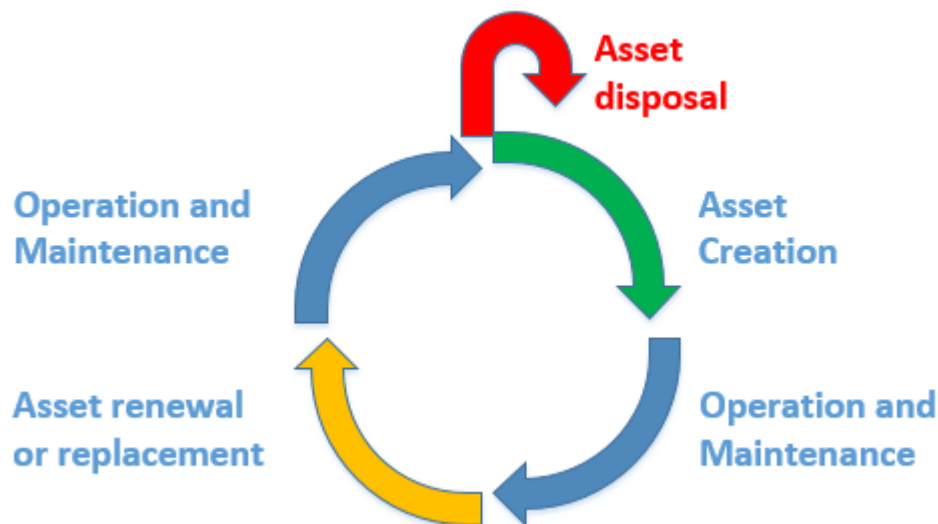 Asset
disposal
Asset
Creation
Operation and
Maintenance
Asset renewal
or replacement
Operation and
Maintenance